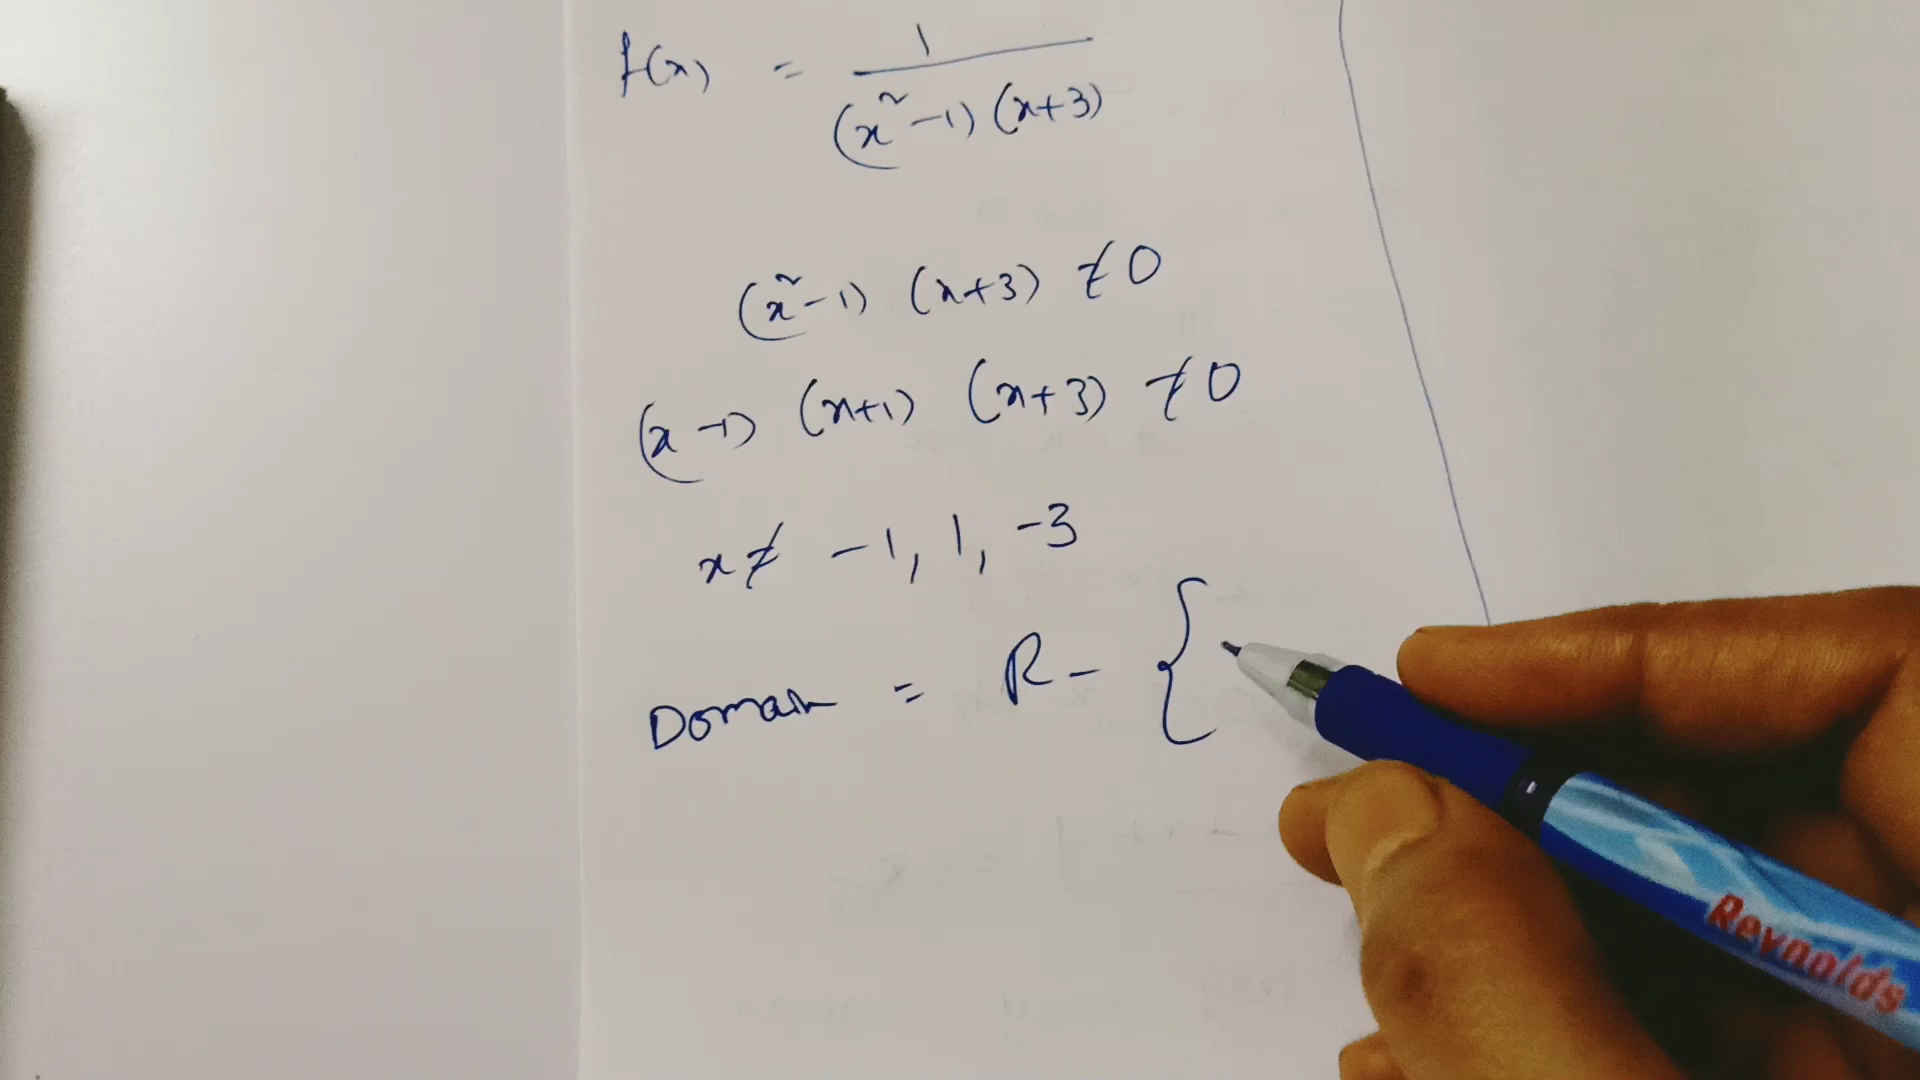 f(x) = 1
(x² - 1) (x+3)
(x² - 1) (x+3) ≠ 0
(x - 1) (x+1) (x+3) ≠ 0
x ≠ -1, 1, -3
Domain = R - {
Reynolds